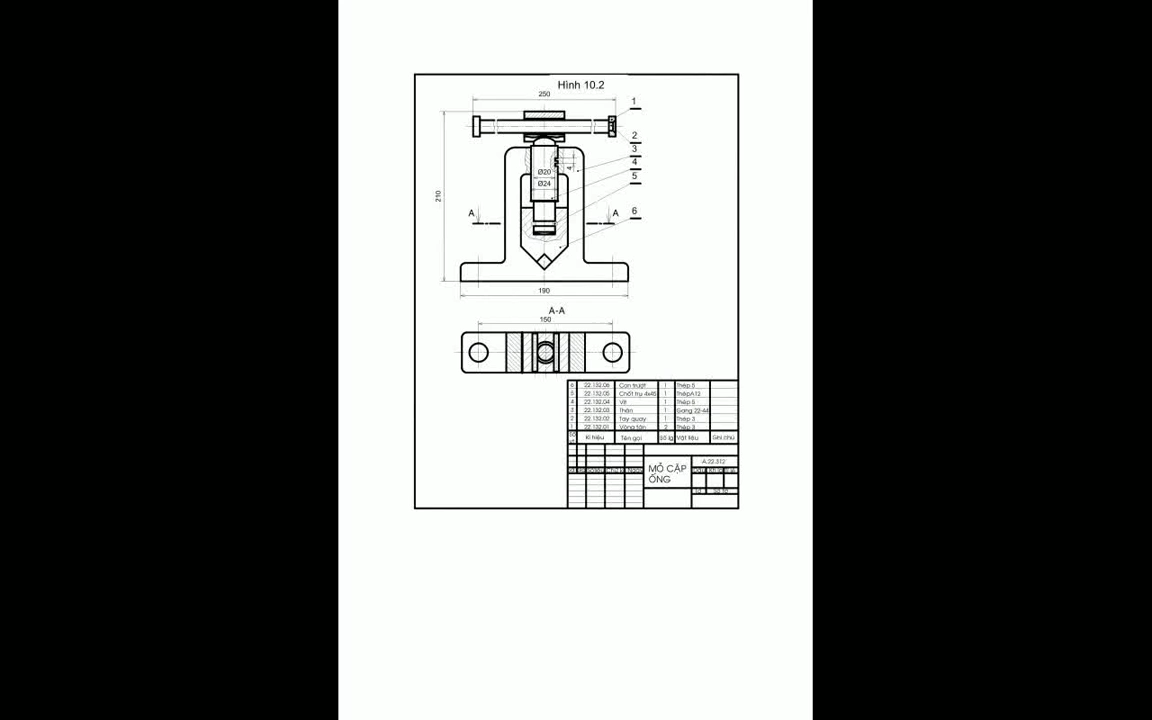 Hình 10.2
250
1
2
3
4
5
6
4
Ø20
Ø24
210
A
A
190
A-A
150
6 22.132.06 Con trượt 1 Thép 5
5 22.132.05 Chốt trụ 4x45 1 ThépA12
4 22.132.04 Vít 1 Thép 5
3 22.132.03 Thân 1 Gang 22-44
2 22.132.02 Tay quay 1 Thép 3
1 22.132.01 Vòng tán 2 Thép 3
Kí hiệu Tên gọi Số lg Vật liệu Ghi chú
A.22.312
MỎ CẶP
ỐNG